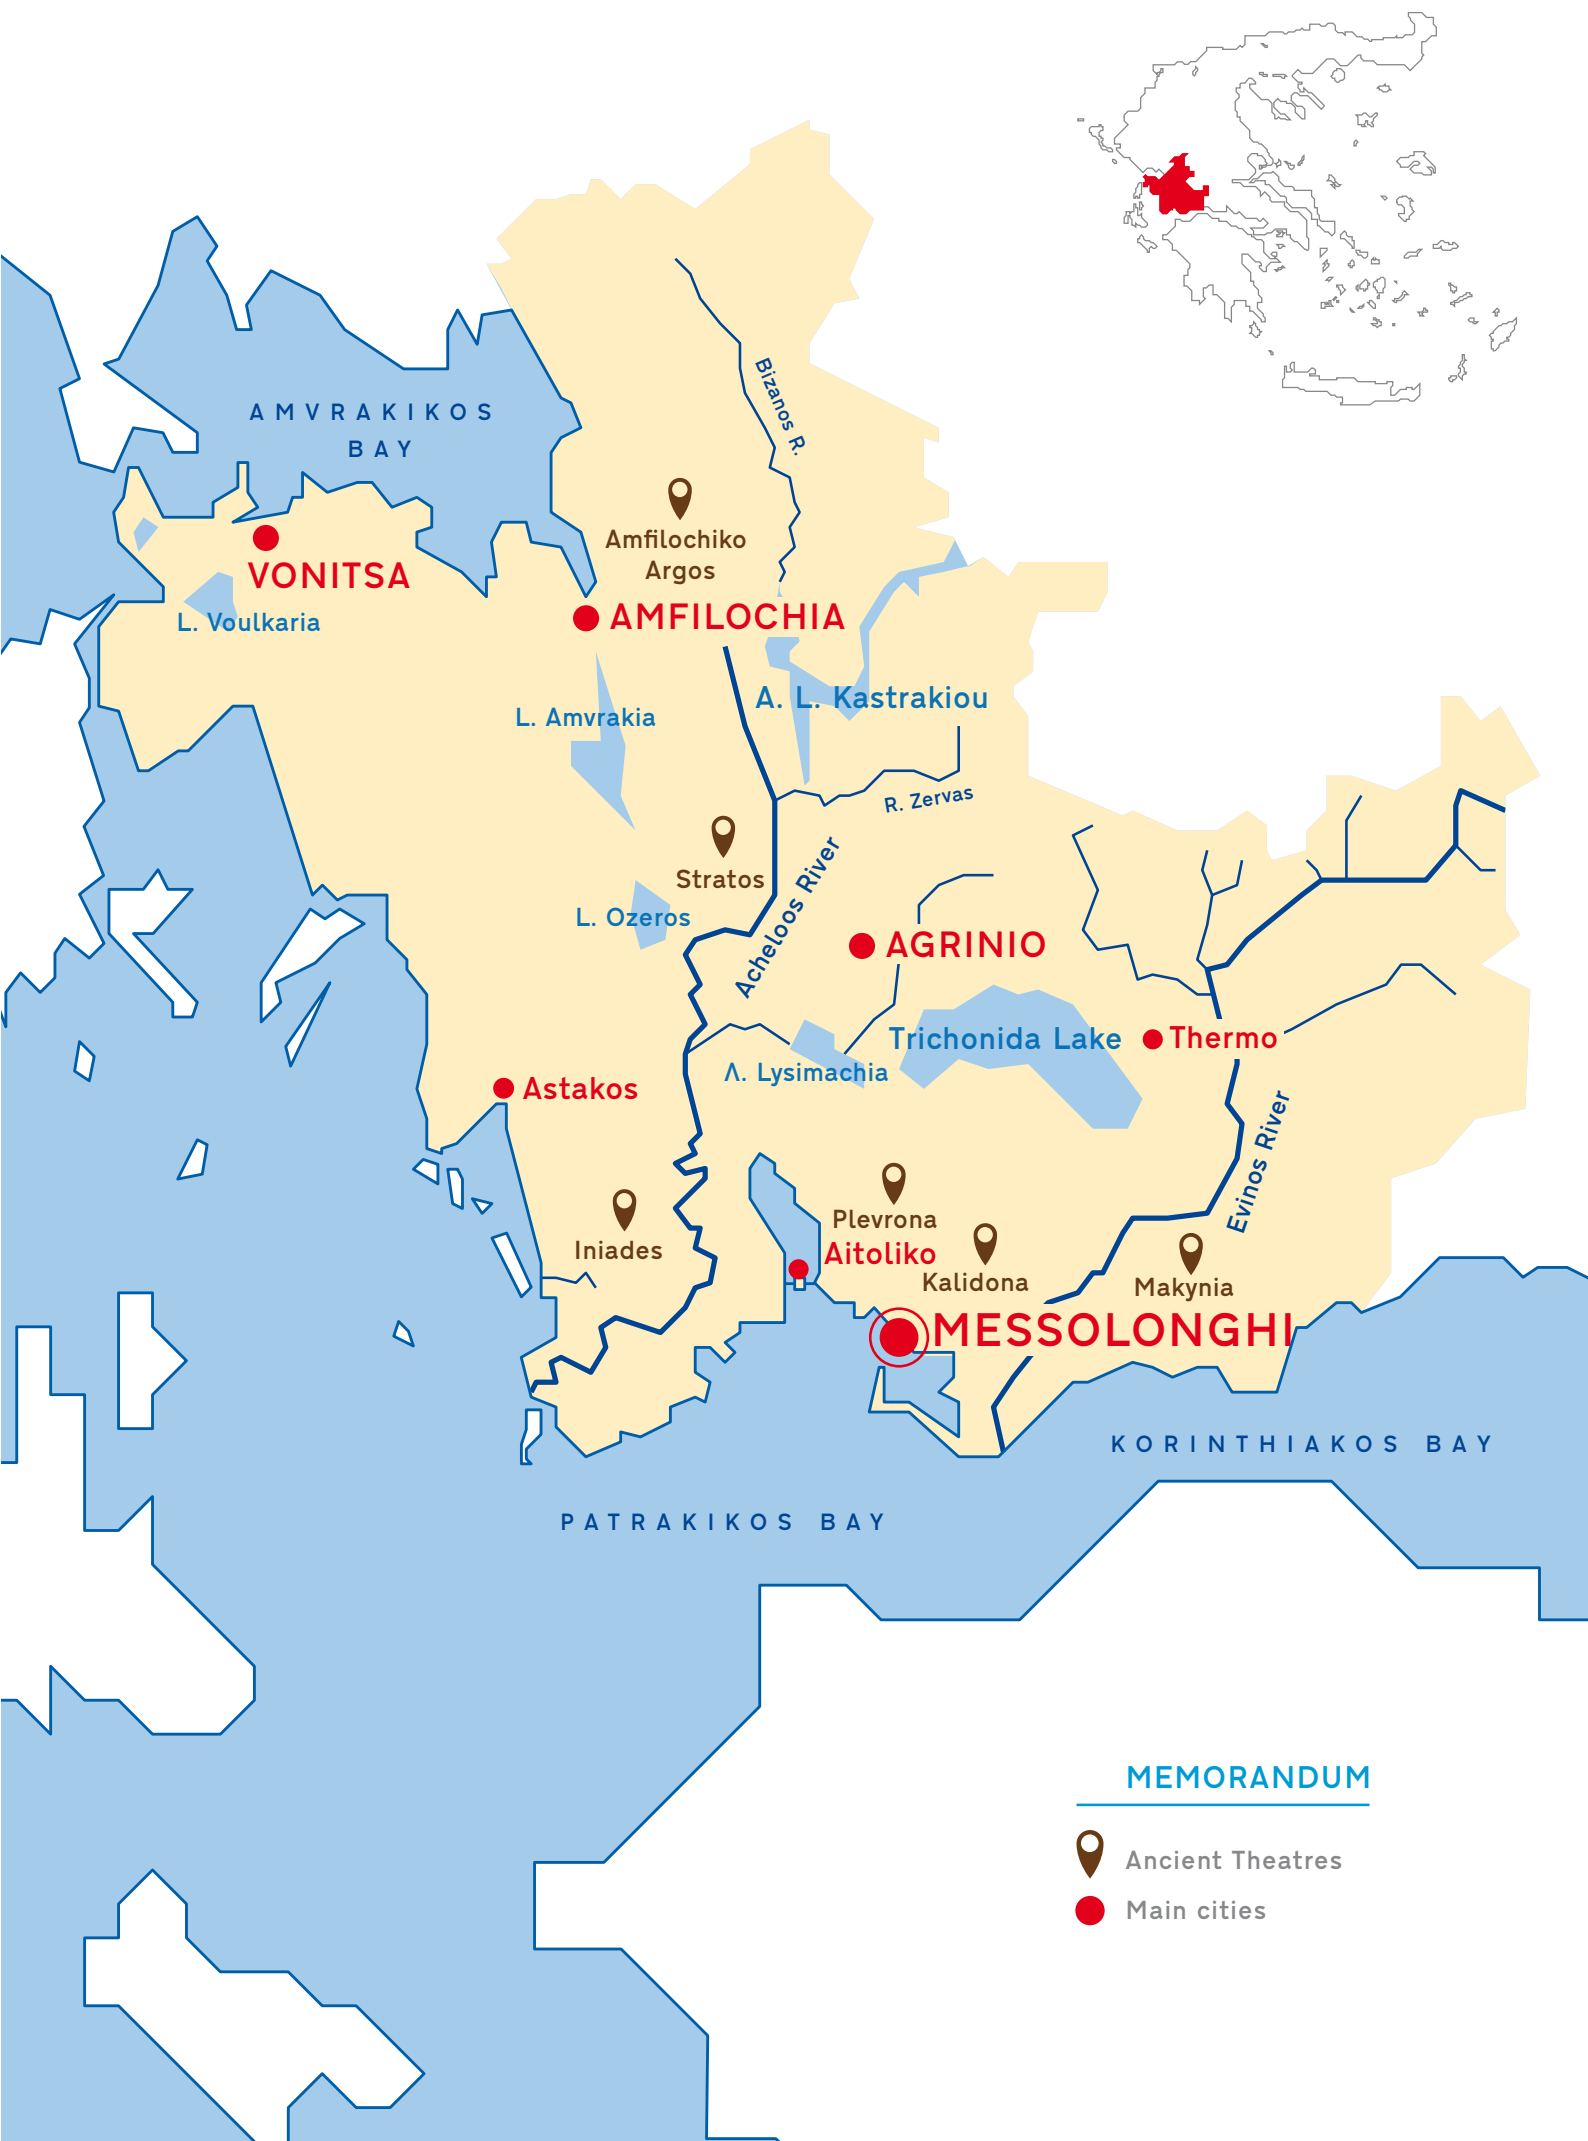 AMVRAKIKOS
BAY
Bizanos R.
Amfilochiko
Argos
VONITSA
AMFILOCHIA
L. Voulkaria
A. L. Kastrakiou
L. Amvrakia
R. Zervas
Stratos
Acheloos River
L. Ozeros
AGRINIO
Trichonida Lake
Thermo
Λ. Lysimachia
Astakos
Evinos River
Plevrona
Iniades
Aitoliko
Kalidona
Makynia
MESSOLONGHI
KORINTHIAKOS BAY
PATRAKIKOS BAY
MEMORANDUM
Ancient Theatres
Main cities